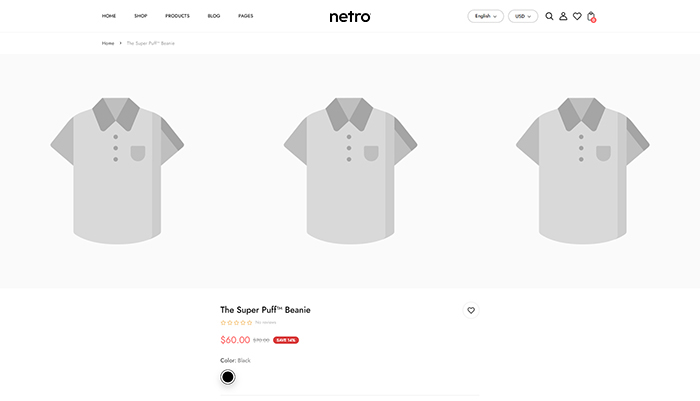 HOME SHOP PRODUCTS BLOG PAGES netro English USD 0
Home The Super Puff™ Beanie
The Super Puff™ Beanie
No reviews
$60.00 $70.00 SAVE 14%
Color: Black